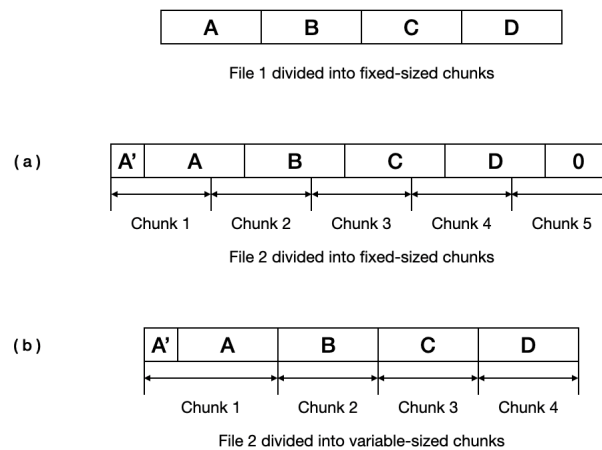 A B C D
File 1 divided into fixed-sized chunks
( a ) A' A B C D 0
Chunk 1 Chunk 2 Chunk 3 Chunk 4 Chunk 5
File 2 divided into fixed-sized chunks
( b ) A' A B C D
Chunk 1 Chunk 2 Chunk 3 Chunk 4
File 2 divided into variable-sized chunks